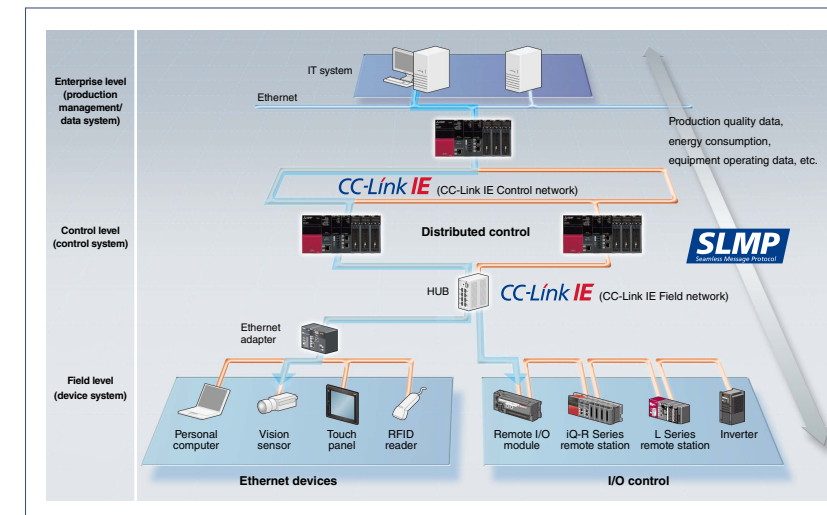 Enterprise level
(production
management/
data system)
IT system
Ethernet
Production quality data,
energy consumption,
equipment operating data, etc.
CC-Link IE (CC-Link IE Control network)
Control level
(control system)
Distributed control
SLMP
Seamless Message Protocol
HUB
CC-Link IE (CC-Link IE Field network)
Ethernet
adapter
Field level
(device system)
Personal
computer
Vision
sensor
Touch
panel
RFID
reader
Remote I/O
module
iQ-R Series
remote station
L Series
remote station
Inverter
Ethernet devices
I/O control